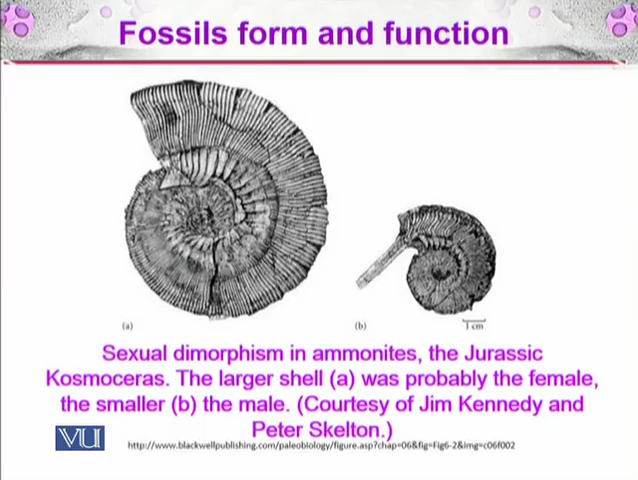 Fossils form and function
(a)
(b)
1 cm
Sexual dimorphism in ammonites, the Jurassic
Kosmoceras. The larger shell (a) was probably the female,
the smaller (b) the male. (Courtesy of Jim Kennedy and
Peter Skelton.)
VU
http://www.blackwellpublishing.com/paleobiology/figure.asp?chap=06&fig=Fig6-2&img=c06f002